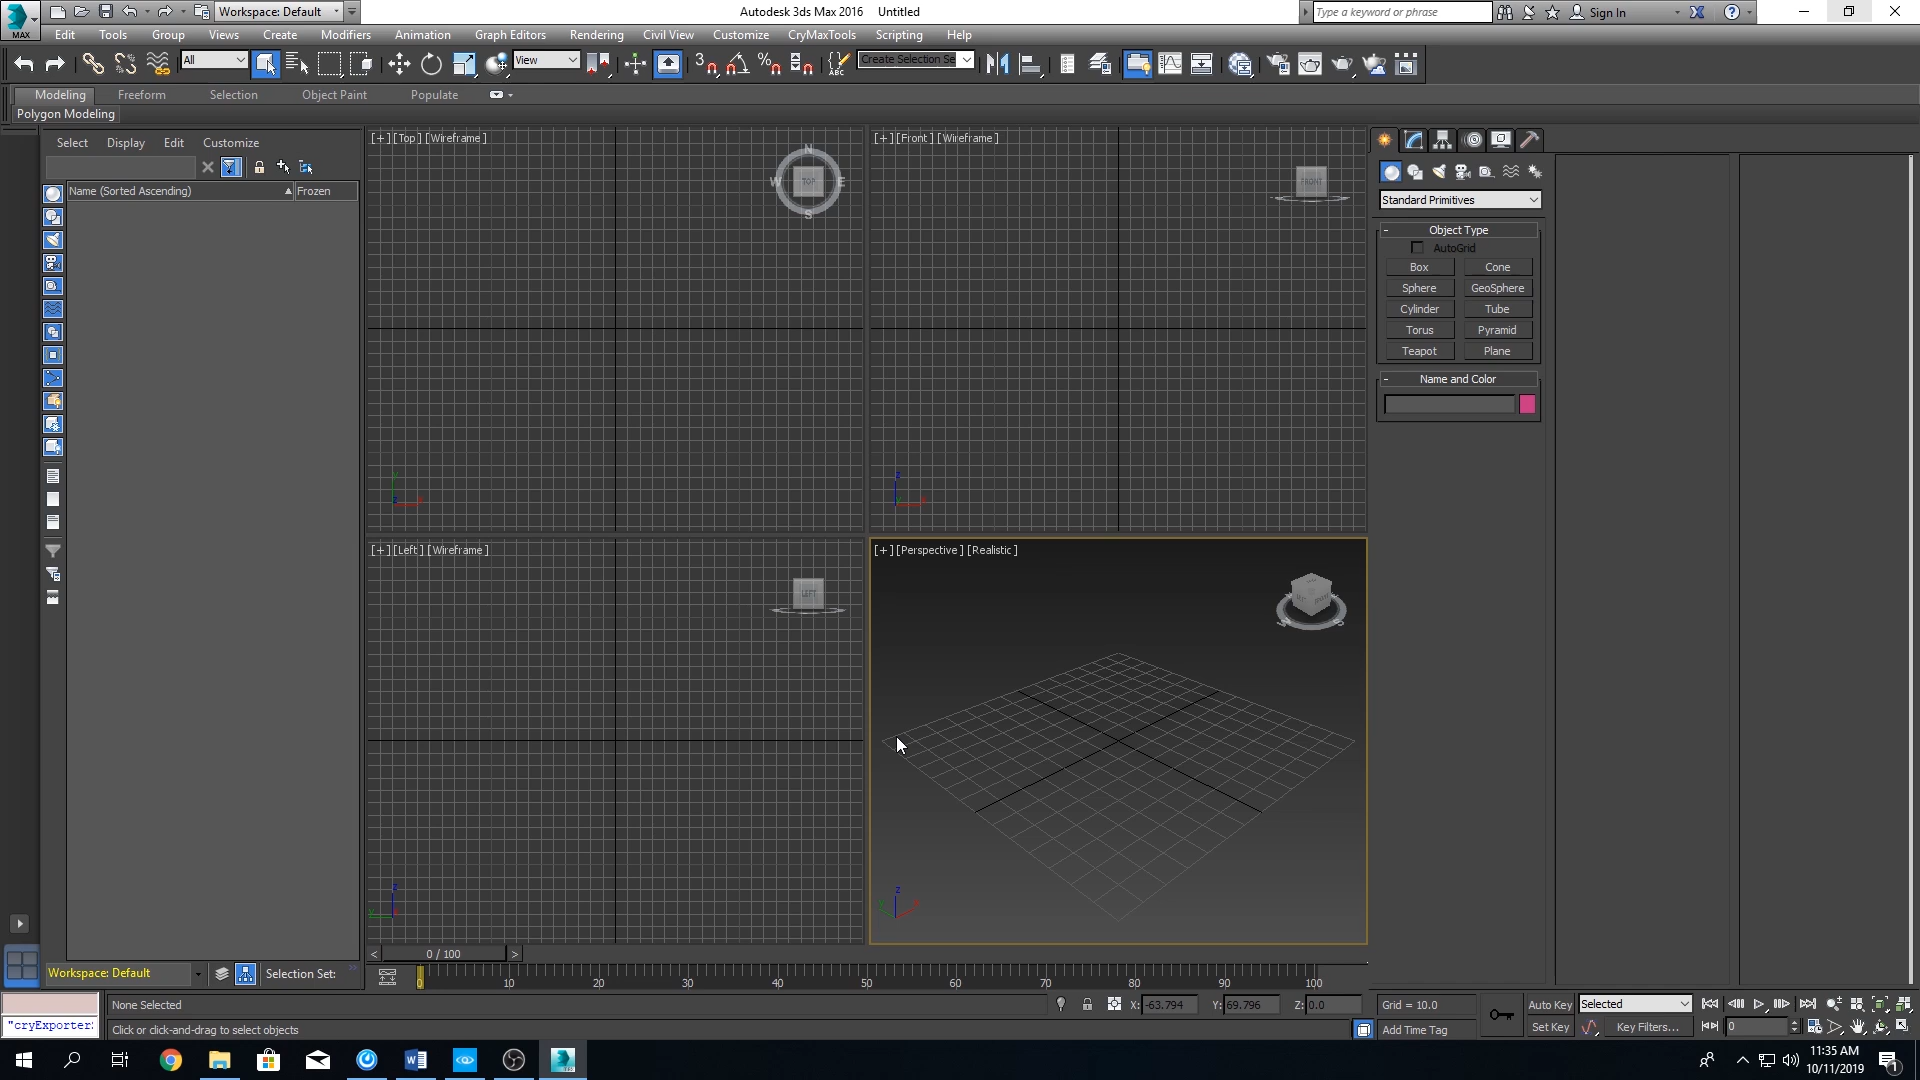 Workspace: Default
Autodesk 3ds Max 2016 Untitled
Type a keyword or phrase
Sign In
MAX
Edit Tools Group Views Create Modifiers Animation Graph Editors Rendering Civil View Customize CryMaxTools Scripting Help
All
View
3
ABC
Create Selection Se
Modeling Freeform Selection Object Paint Populate
Polygon Modeling
Select Display Edit Customize
Name (Sorted Ascending) Frozen
[+][Top][Wireframe]
N
W TOP E
S
[+][Front][Wireframe]
FRONT
Standard Primitives
- Object Type
AutoGrid
Box Cone
Sphere GeoSphere
Cylinder Tube
Torus Pyramid
Teapot Plane
- Name and Color
y
z x
z
y x
[+][Left][Wireframe]
LEFT
[+][Perspective][Realistic]
z
y
z
< 0 / 100 >
Workspace: Default
Selection Set:
0 10 20 30 40 50 60 70 80 90 100
None Selected
X: -63.794 Y: 69.796 Z: 0.0
Grid = 10.0
Auto Key Selected
"cryExporter:
Click or click-and-drag to select objects
Add Time Tag
Set Key Key Filters... 0
11:35 AM
10/11/2019
1